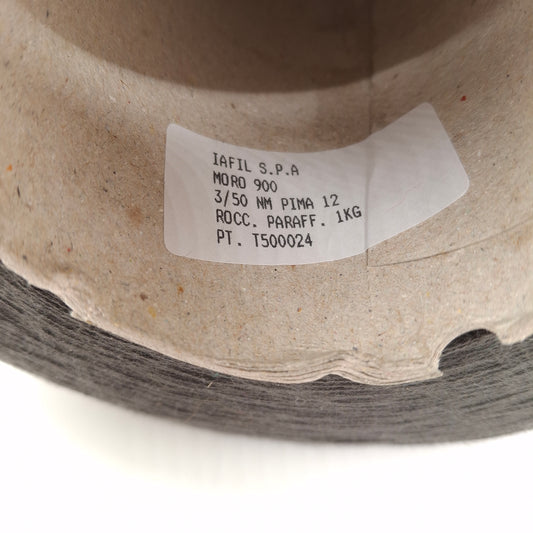 IAFIL S.P.A
MORO 900
3/50 NM PIMA 12
ROCC. PARAFF. 1KG
PT. T500024